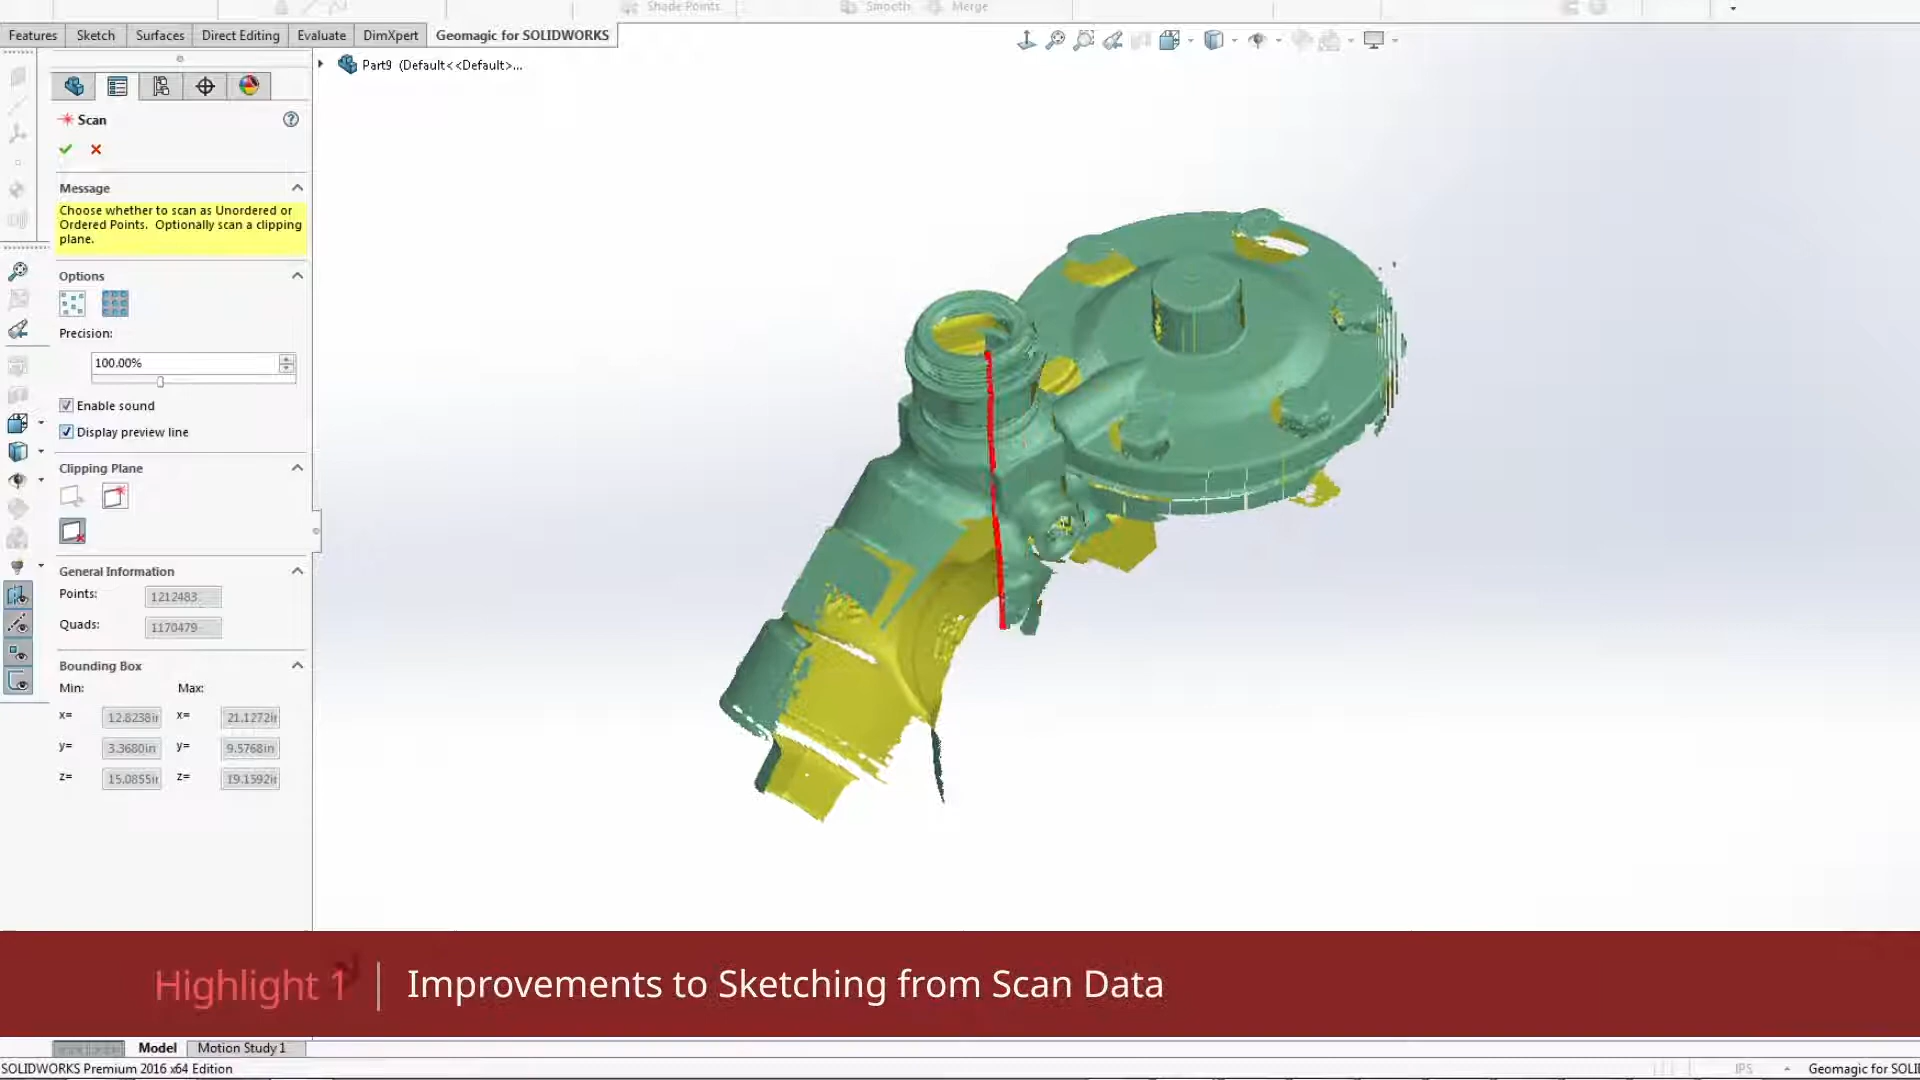 Shade Points
Smooth
Merge
Features
Sketch
Surfaces
Direct Editing
Evaluate
DimXpert
Geomagic for SOLIDWORKS
Part9 (Default<<Default>...
Scan
Message
Choose whether to scan as Unordered or
Ordered Points. Optionally scan a clipping
plane.
Options
Precision:
100.00%
Enable sound
Display preview line
Clipping Plane
General Information
Points: 1212483
Quads: 1170479
Bounding Box
Min: Max:
x= 12.8238in x= 21.1272in
y= 3.3680in y= 9.5768in
z= 15.0855in z= 19.1592in
Highlight 1
Improvements to Sketching from Scan Data
Model
Motion Study 1
SOLIDWORKS Premium 2016 x64 Edition
IPS
Geomagic for SOLI